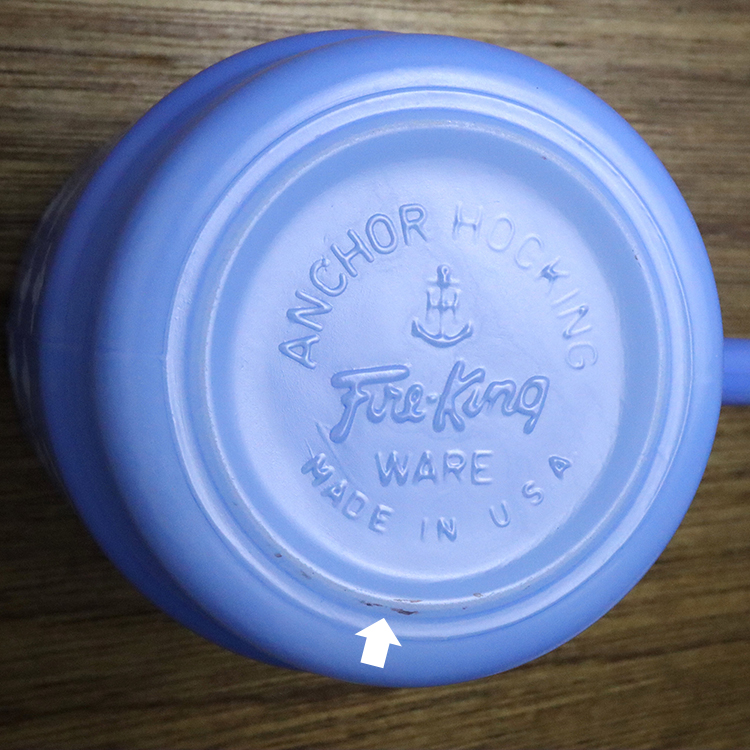 ANCHOR HOCKING
Fire-King
WARE
MADE IN USA